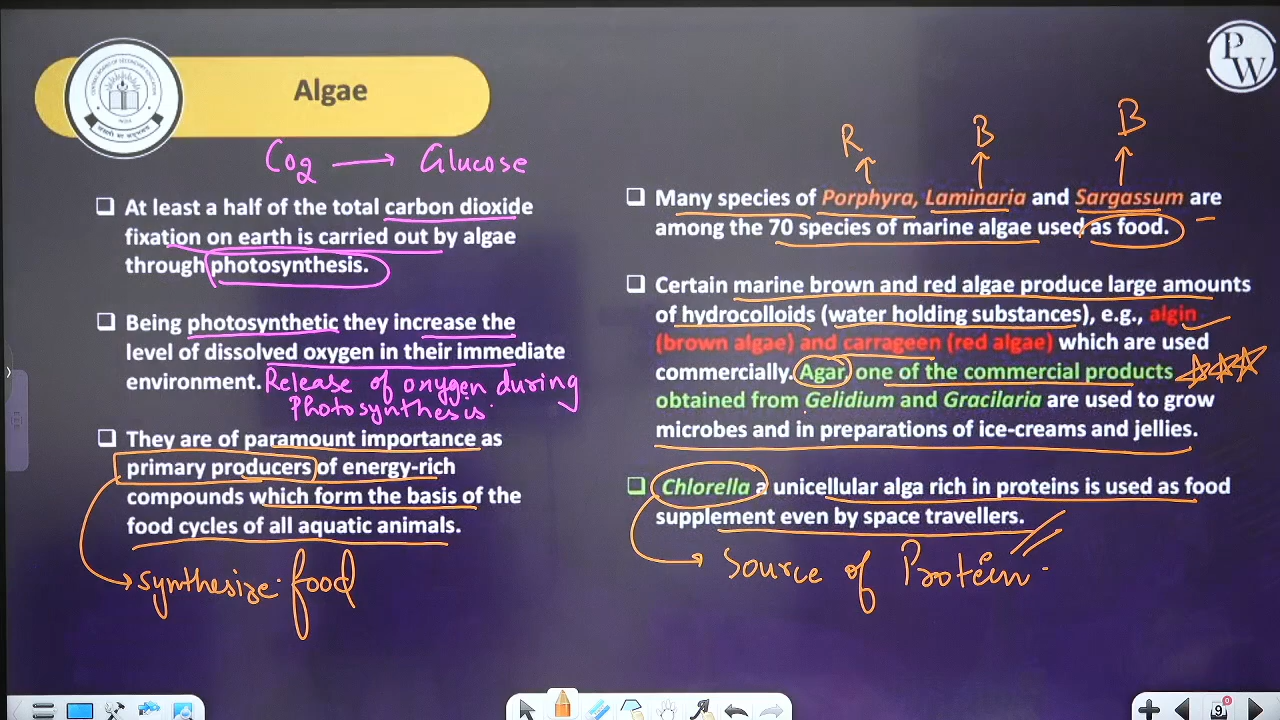 Algae
PW
Co2 → Glucose
❑ At least a half of the total carbon dioxide
fixation on earth is carried out by algae
through photosynthesis.
❑ Being photosynthetic they increase the
level of dissolved oxygen in their immediate
environment. Release of oxygen during
Photosynthesis.
❑ They are of paramount importance as
primary producers of energy-rich
compounds which form the basis of the
food cycles of all aquatic animals.
→ synthesize food
R B B
❑ Many species of Porphyra, Laminaria and Sargassum are
among the 70 species of marine algae used as food.
❑ Certain marine brown and red algae produce large amounts
of hydrocolloids (water holding substances), e.g., algin
(brown algae) and carrageen (red algae) which are used
commercially. Agar one of the commercial products
obtained from Gelidium and Gracilaria are used to grow
microbes and in preparations of ice-creams and jellies.
❑ Chlorella a unicellular alga rich in proteins is used as food
supplement even by space travellers.
→ Source of Protein.
9